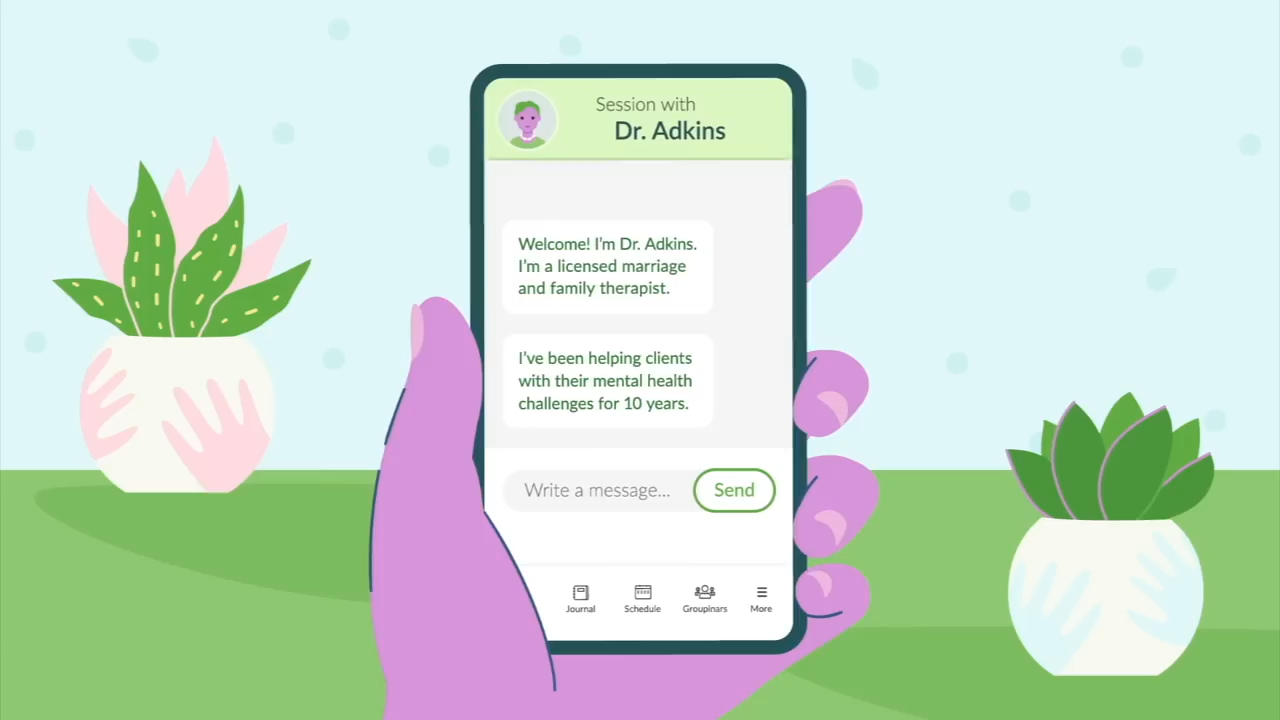 Session with
Dr. Adkins
Welcome! I'm Dr. Adkins.
I'm a licensed marriage
and family therapist.
I've been helping clients
with their mental health
challenges for 10 years.
Write a message...
Send
Journal
Schedule
Groupinars
More